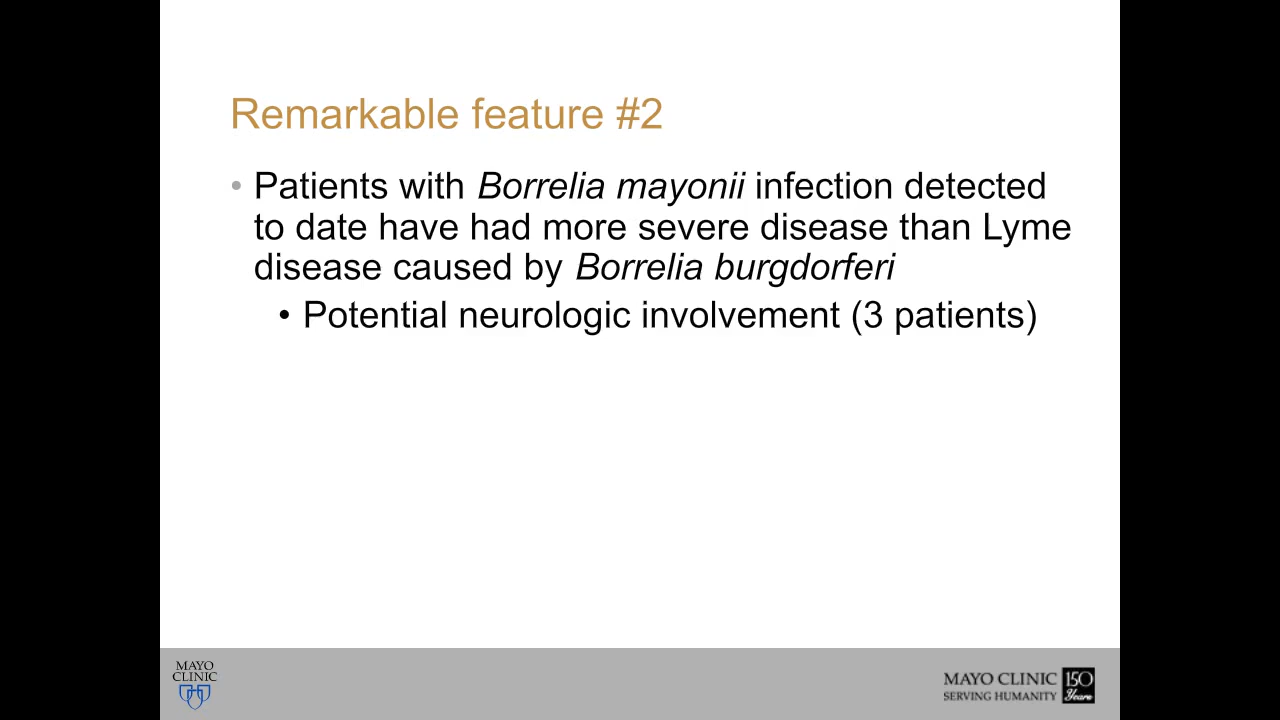 Remarkable feature #2
• Patients with Borrelia mayonii infection detected
to date have had more severe disease than Lyme
disease caused by Borrelia burgdorferi
• Potential neurologic involvement (3 patients)
MAYO
CLINIC
MAYO CLINIC
SERVING HUMANITY
150
Years